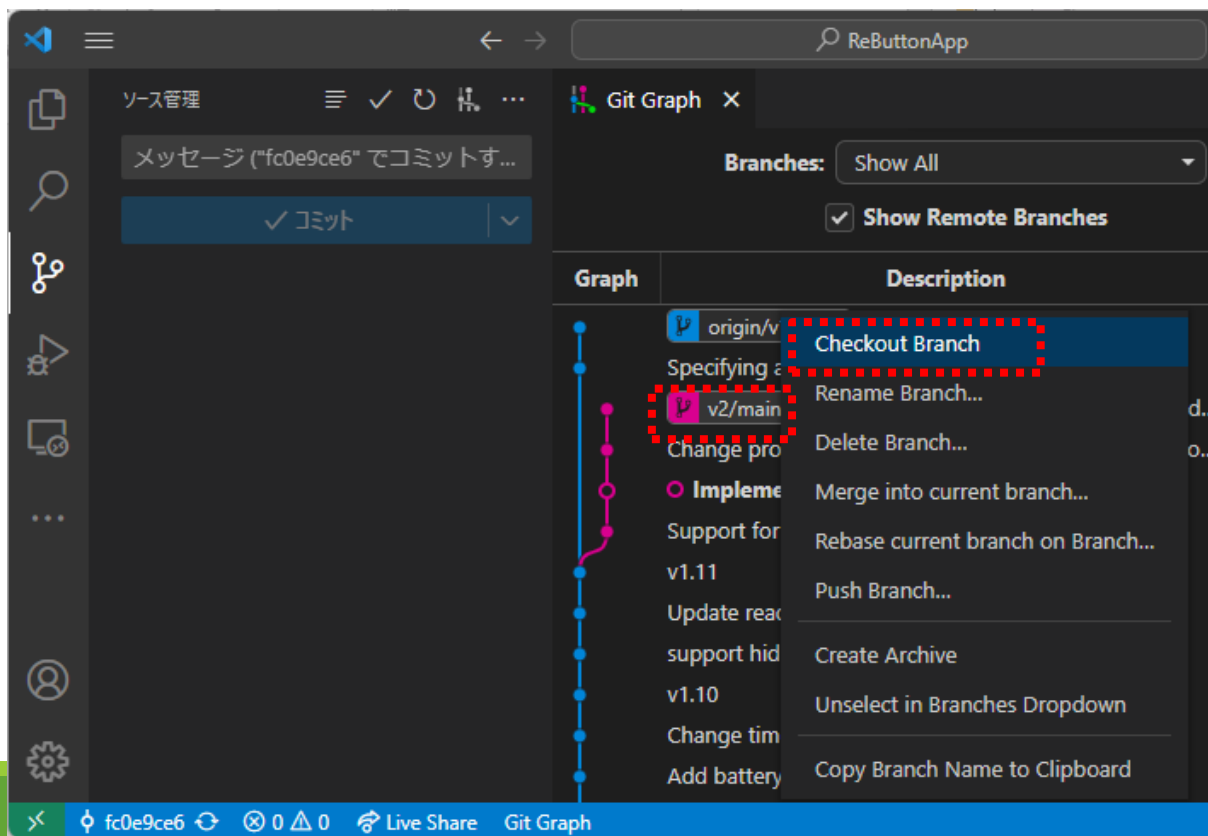 ReButtonApp
ソース管理
Git Graph
メッセージ ("fc0e9ce6" でコミットす...
Branches: Show All
コミット
Show Remote Branches
Graph Description
origin/v
Checkout Branch
Specifying a
Rename Branch...
v2/main
d...
Delete Branch...
Change pro
o...
Impleme
Merge into current branch...
Support for
Rebase current branch on Branch...
v1.11
Push Branch...
Update read
support hid
Create Archive
v1.10
Unselect in Branches Dropdown
Change tim
Add battery
Copy Branch Name to Clipboard
fc0e9ce6 0 0 Live Share Git Graph